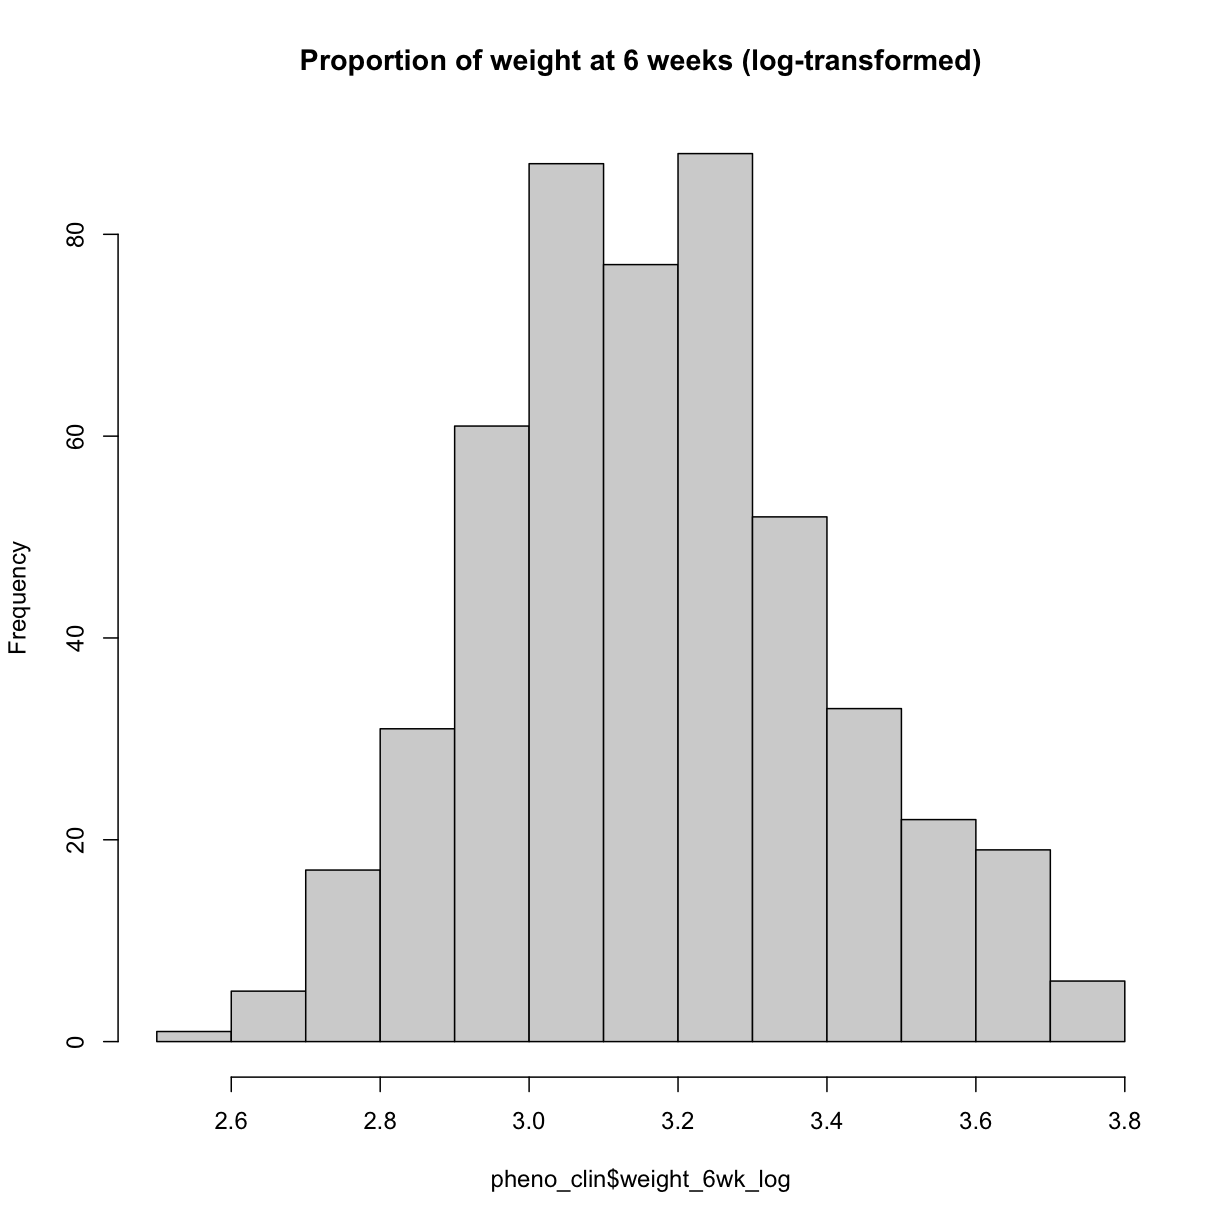 Proportion of weight at 6 weeks (log-transformed)
Frequency
80
60
40
20
0
2.6 2.8 3.0 3.2 3.4 3.6 3.8
pheno_clin$weight_6wk_log